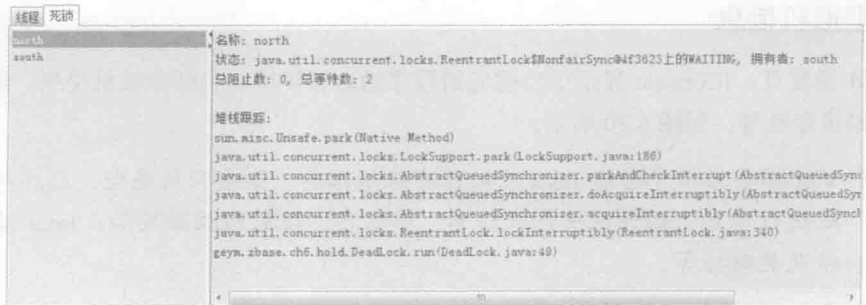 线程 死锁
north
south
名称: north
状态: java.util.concurrent.locks.ReentrantLock$NonfairSync@4f3623上的WAITING, 拥有者: south
总阻止数: 0, 总等待数: 2
堆栈跟踪:
sun.misc.Unsafe.park(Native Method)
java.util.concurrent.locks.LockSupport.park(LockSupport.java:186)
java.util.concurrent.locks.AbstractQueuedSynchronizer.parkAndCheckInterrupt(AbstractQueuedSync
java.util.concurrent.locks.AbstractQueuedSynchronizer.doAcquireInterruptibly(AbstractQueuedSyn
java.util.concurrent.locks.AbstractQueuedSynchronizer.acquireInterruptibly(AbstractQueuedSynch
java.util.concurrent.locks.ReentrantLock.lockInterruptibly(ReentrantLock.java:340)
geym.zbase.ch6.hold.DeadLock.run(DeadLock.java:49)